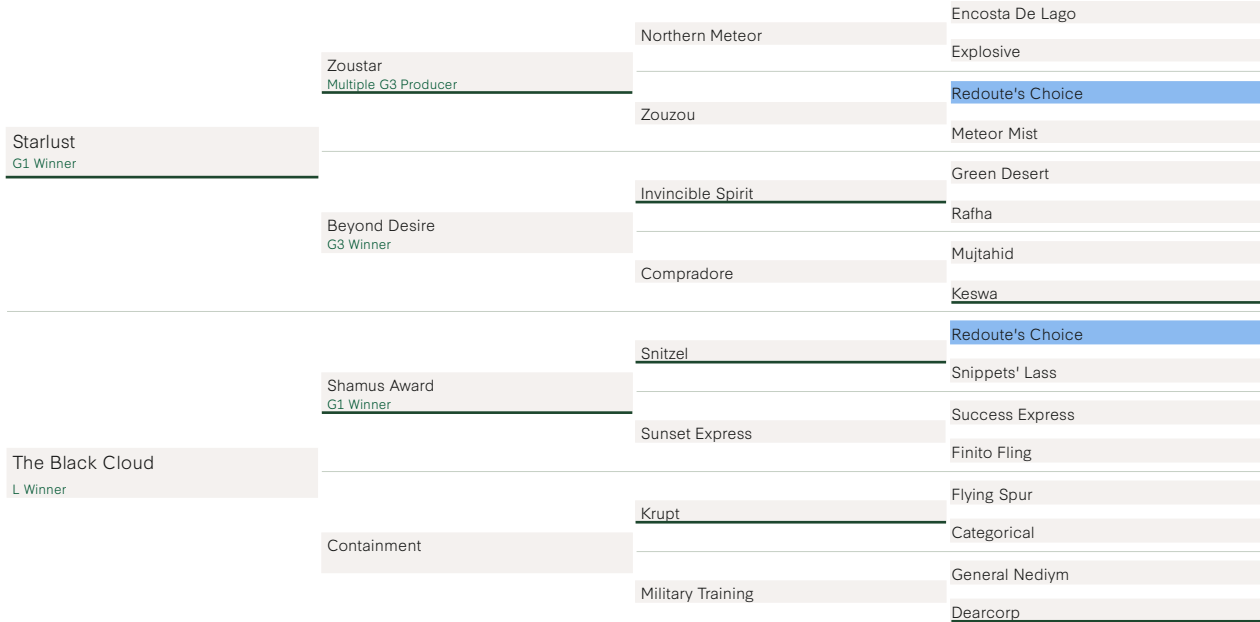 Starlust
G1 Winner
The Black Cloud
L Winner
Zoustar
Multiple G3 Producer
Beyond Desire
G3 Winner
Shamus Award
G1 Winner
Containment
Northern Meteor
Zouzou
Invincible Spirit
Compradore
Snitzel
Sunset Express
Krupt
Military Training
Encosta De Lago
Explosive
Redoute's Choice
Meteor Mist
Green Desert
Rafha
Mujtahid
Keswa
Redoute's Choice
Snippets' Lass
Success Express
Finito Fling
Flying Spur
Categorical
General Nediym
Dearcorp